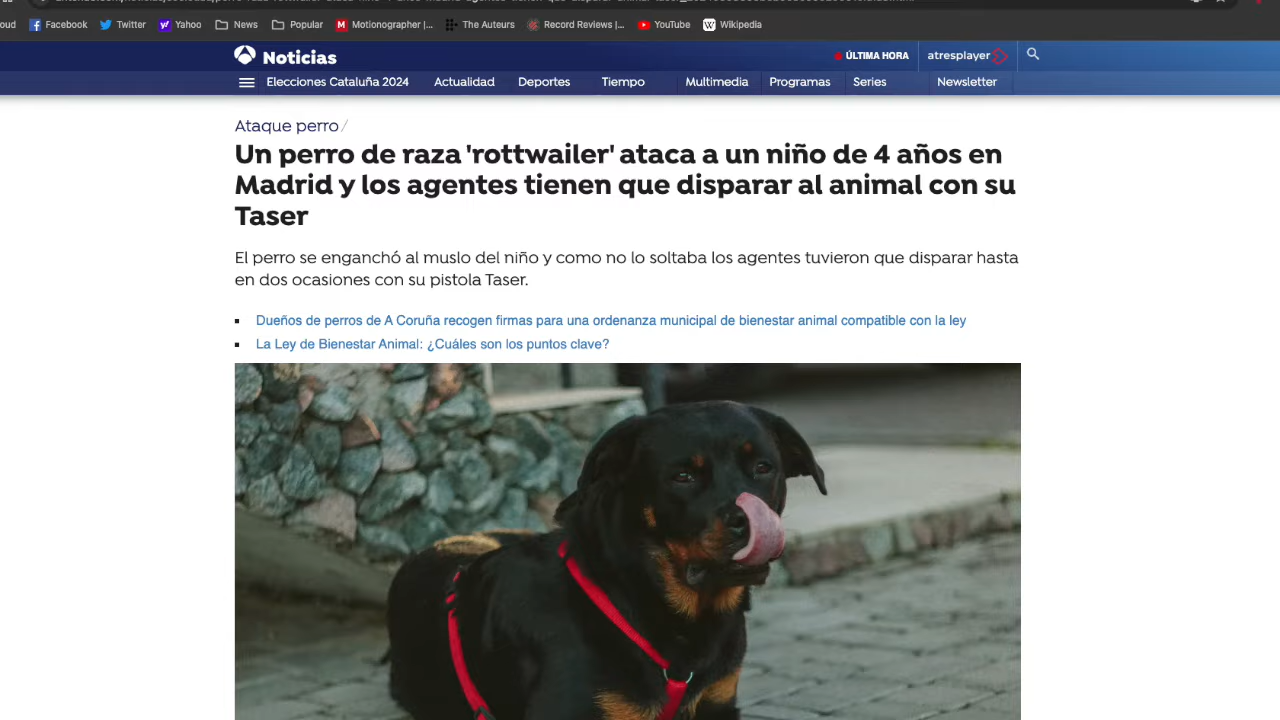 oud Facebook Twitter Yahoo News Popular Motionographer |... The Auteurs Record Reviews |... YouTube Wikipedia
Noticias
ÚLTIMA HORA atresplayer
Elecciones Cataluña 2024 Actualidad Deportes Tiempo Multimedia Programas Series Newsletter
Ataque perro /
Un perro de raza 'rottwailer' ataca a un niño de 4 años en
Madrid y los agentes tienen que disparar al animal con su
Taser
El perro se enganchó al muslo del niño y como no lo soltaba los agentes tuvieron que disparar hasta
en dos ocasiones con su pistola Taser.
Dueños de perros de A Coruña recogen firmas para una ordenanza municipal de bienestar animal compatible con la ley
La Ley de Bienestar Animal: ¿Cuáles son los puntos clave?